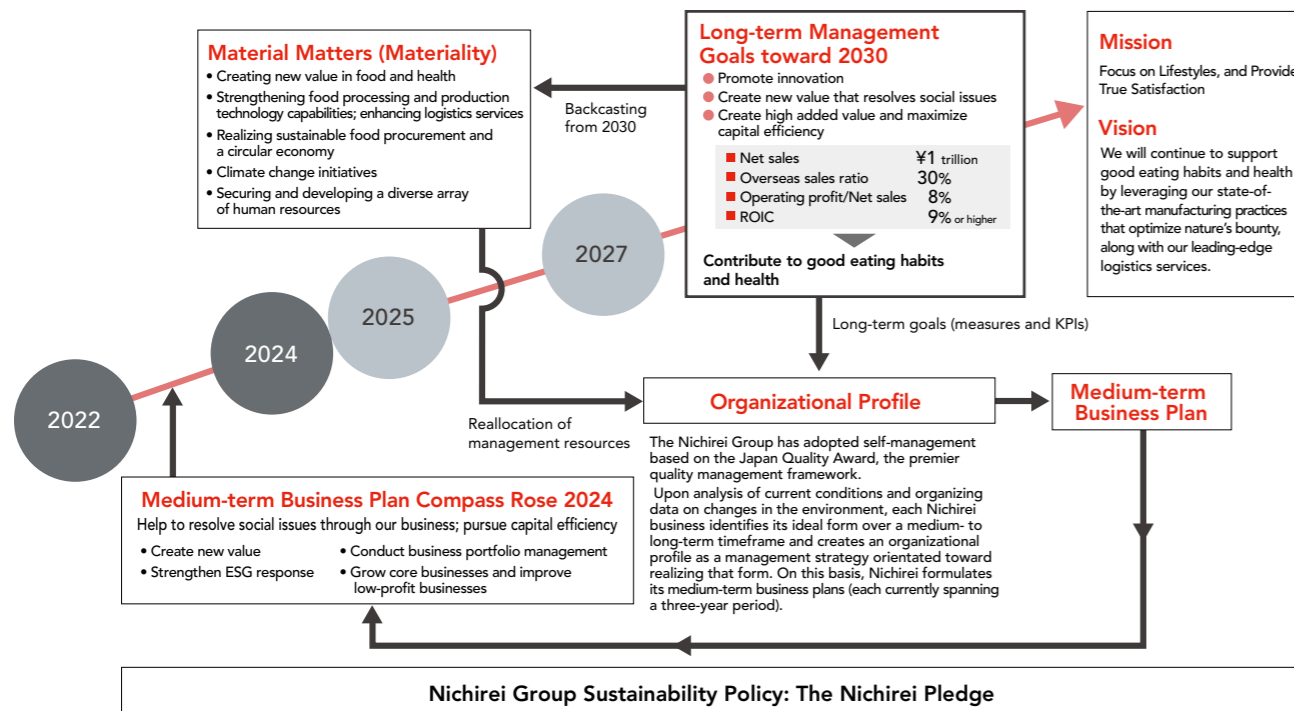 Material Matters (Materiality)
• Creating new value in food and health
• Strengthening food processing and production
technology capabilities; enhancing logistics services
• Realizing sustainable food procurement and
a circular economy
• Climate change initiatives
• Securing and developing a diverse array
of human resources
Backcasting
from 2030
Long-term Management
Goals toward 2030
Promote innovation
Create new value that resolves social issues
Create high added value and maximize
capital efficiency
Net sales ¥1 trillion
Overseas sales ratio 30%
Operating profit/Net sales 8%
ROIC 9% or higher
Contribute to good eating habits
and health
Mission
Focus on Lifestyles, and Provide
True Satisfaction
Vision
We will continue to support
good eating habits and health
by leveraging our state-of-
the-art manufacturing practices
that optimize nature's bounty,
along with our leading-edge
logistics services.
2022
2024
2025
2027
Long-term goals (measures and KPIs)
Reallocation of
management resources
Organizational Profile
The Nichirei Group has adopted self-management
based on the Japan Quality Award, the premier
quality management framework.
Upon analysis of current conditions and organizing
data on changes in the environment, each Nichirei
business identifies its ideal form over a medium- to
long-term timeframe and creates an organizational
profile as a management strategy orientated toward
realizing that form. On this basis, Nichirei formulates
its medium-term business plans (each currently spanning
a three-year period).
Medium-term
Business Plan
Medium-term Business Plan Compass Rose 2024
Help to resolve social issues through our business; pursue capital efficiency
• Create new value
• Strengthen ESG response
• Conduct business portfolio management
• Grow core businesses and improve
low-profit businesses
Nichirei Group Sustainability Policy: The Nichirei Pledge